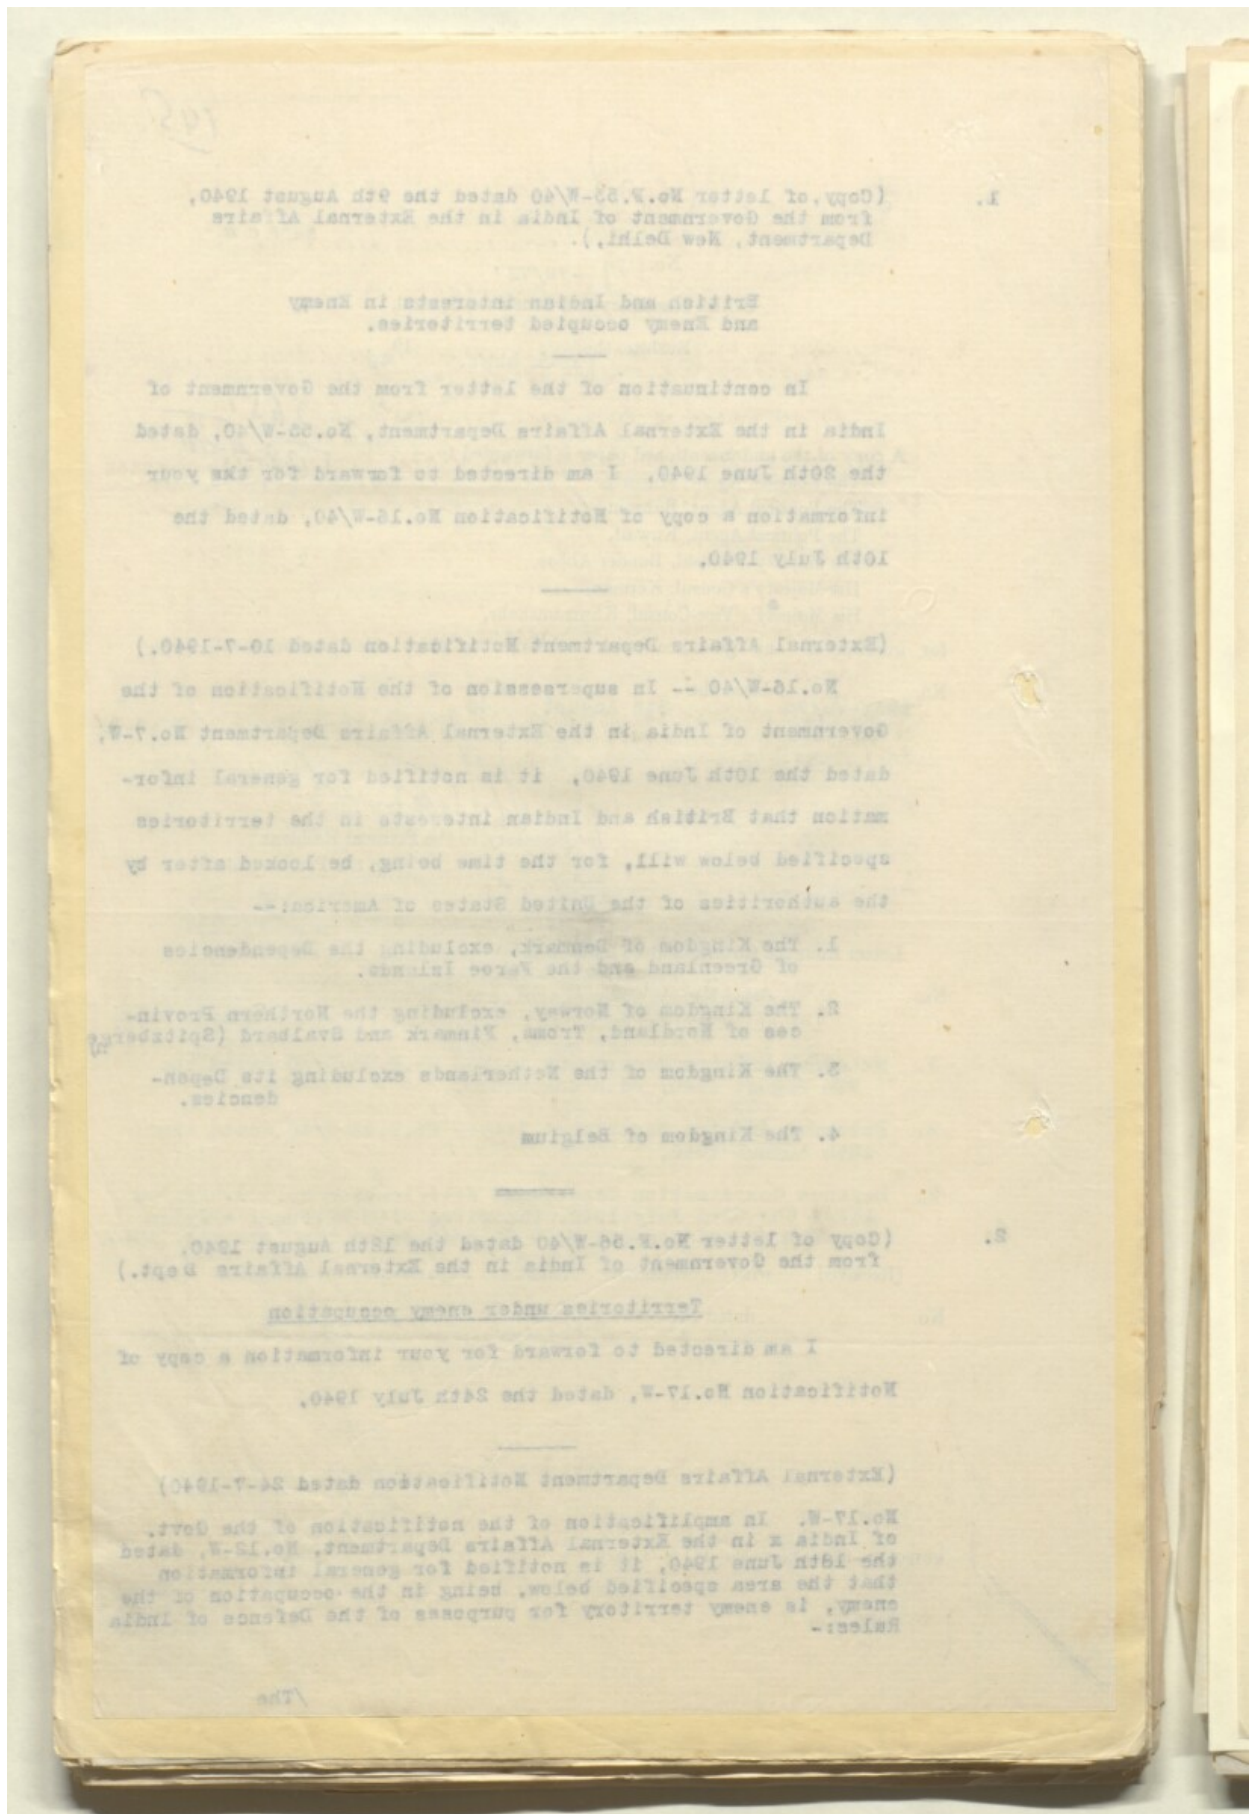 195
1. (Copy of letter No.F.53-W/40 dated the 9th August 1940,
from the Government of India in the External Affairs
Department, New Delhi,).
British and Indian interests in Enemy
and Enemy occupied territories.
In continuation of the letter from the Government of
India in the External Affairs Department, No.53-W/40, dated
the 20th June 1940, I am directed to forward for the your
information a copy of Notification No.16-W/40, dated the
10th July 1940.
(External Affairs Department Notification dated 10-7-1940.)
No.16-W/40 -- In supersession of the Notification of the
Government of India in the External Affairs Department No.7-W,
dated the 10th June 1940, it is notified for general infor-
mation that British and Indian interests in the territories
specified below will, for the time being, be looked after by
the authorities of the United States of America:--
1. The Kingdom of Denmark, excluding the Dependencies
of Greenland and the Faroe Islands.
2. The Kingdom of Norway, excluding the Northern Provin-
ces of Nordland, Troms, Finmark and Svalbard (Spitzbergen)
3. The Kingdom of the Netherlands excluding its Depen-
dencies.
4. The Kingdom of Belgium
2. (Copy of letter No.F.56-W/40 dated the 12th August 1940,
from the Government of India in the External Affairs Dept.)
Territories under enemy occupation
I am directed to forward for your information a copy of
Notification No.17-W, dated the 24th July 1940.
(External Affairs Department Notification dated 24-7-1940)
No.17-W. In amplification of the notification of the Govt.
of India x in the External Affairs Department, No.12-W, dated
the 18th June 1940, it is notified for general information
that the area specified below, being in the occupation of the
enemy, is enemy territory for purposes of the Defence of India
Rules:-
/The